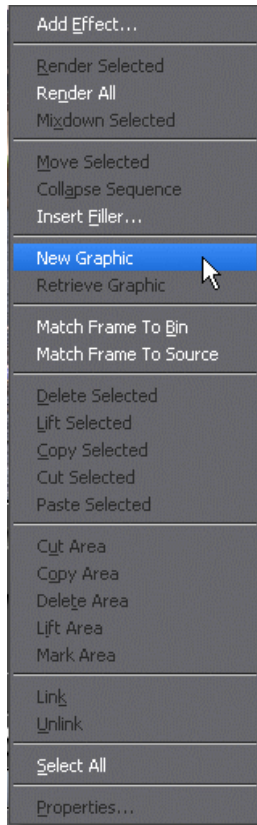 Add Effect...
Render Selected
Render All
Mixdown Selected
Move Selected
Collapse Sequence
Insert Filler...
New Graphic
Retrieve Graphic
Match Frame To Bin
Match Frame To Source
Delete Selected
Lift Selected
Copy Selected
Cut Selected
Paste Selected
Cut Area
Copy Area
Delete Area
Lift Area
Mark Area
Link
Unlink
Select All
Properties...